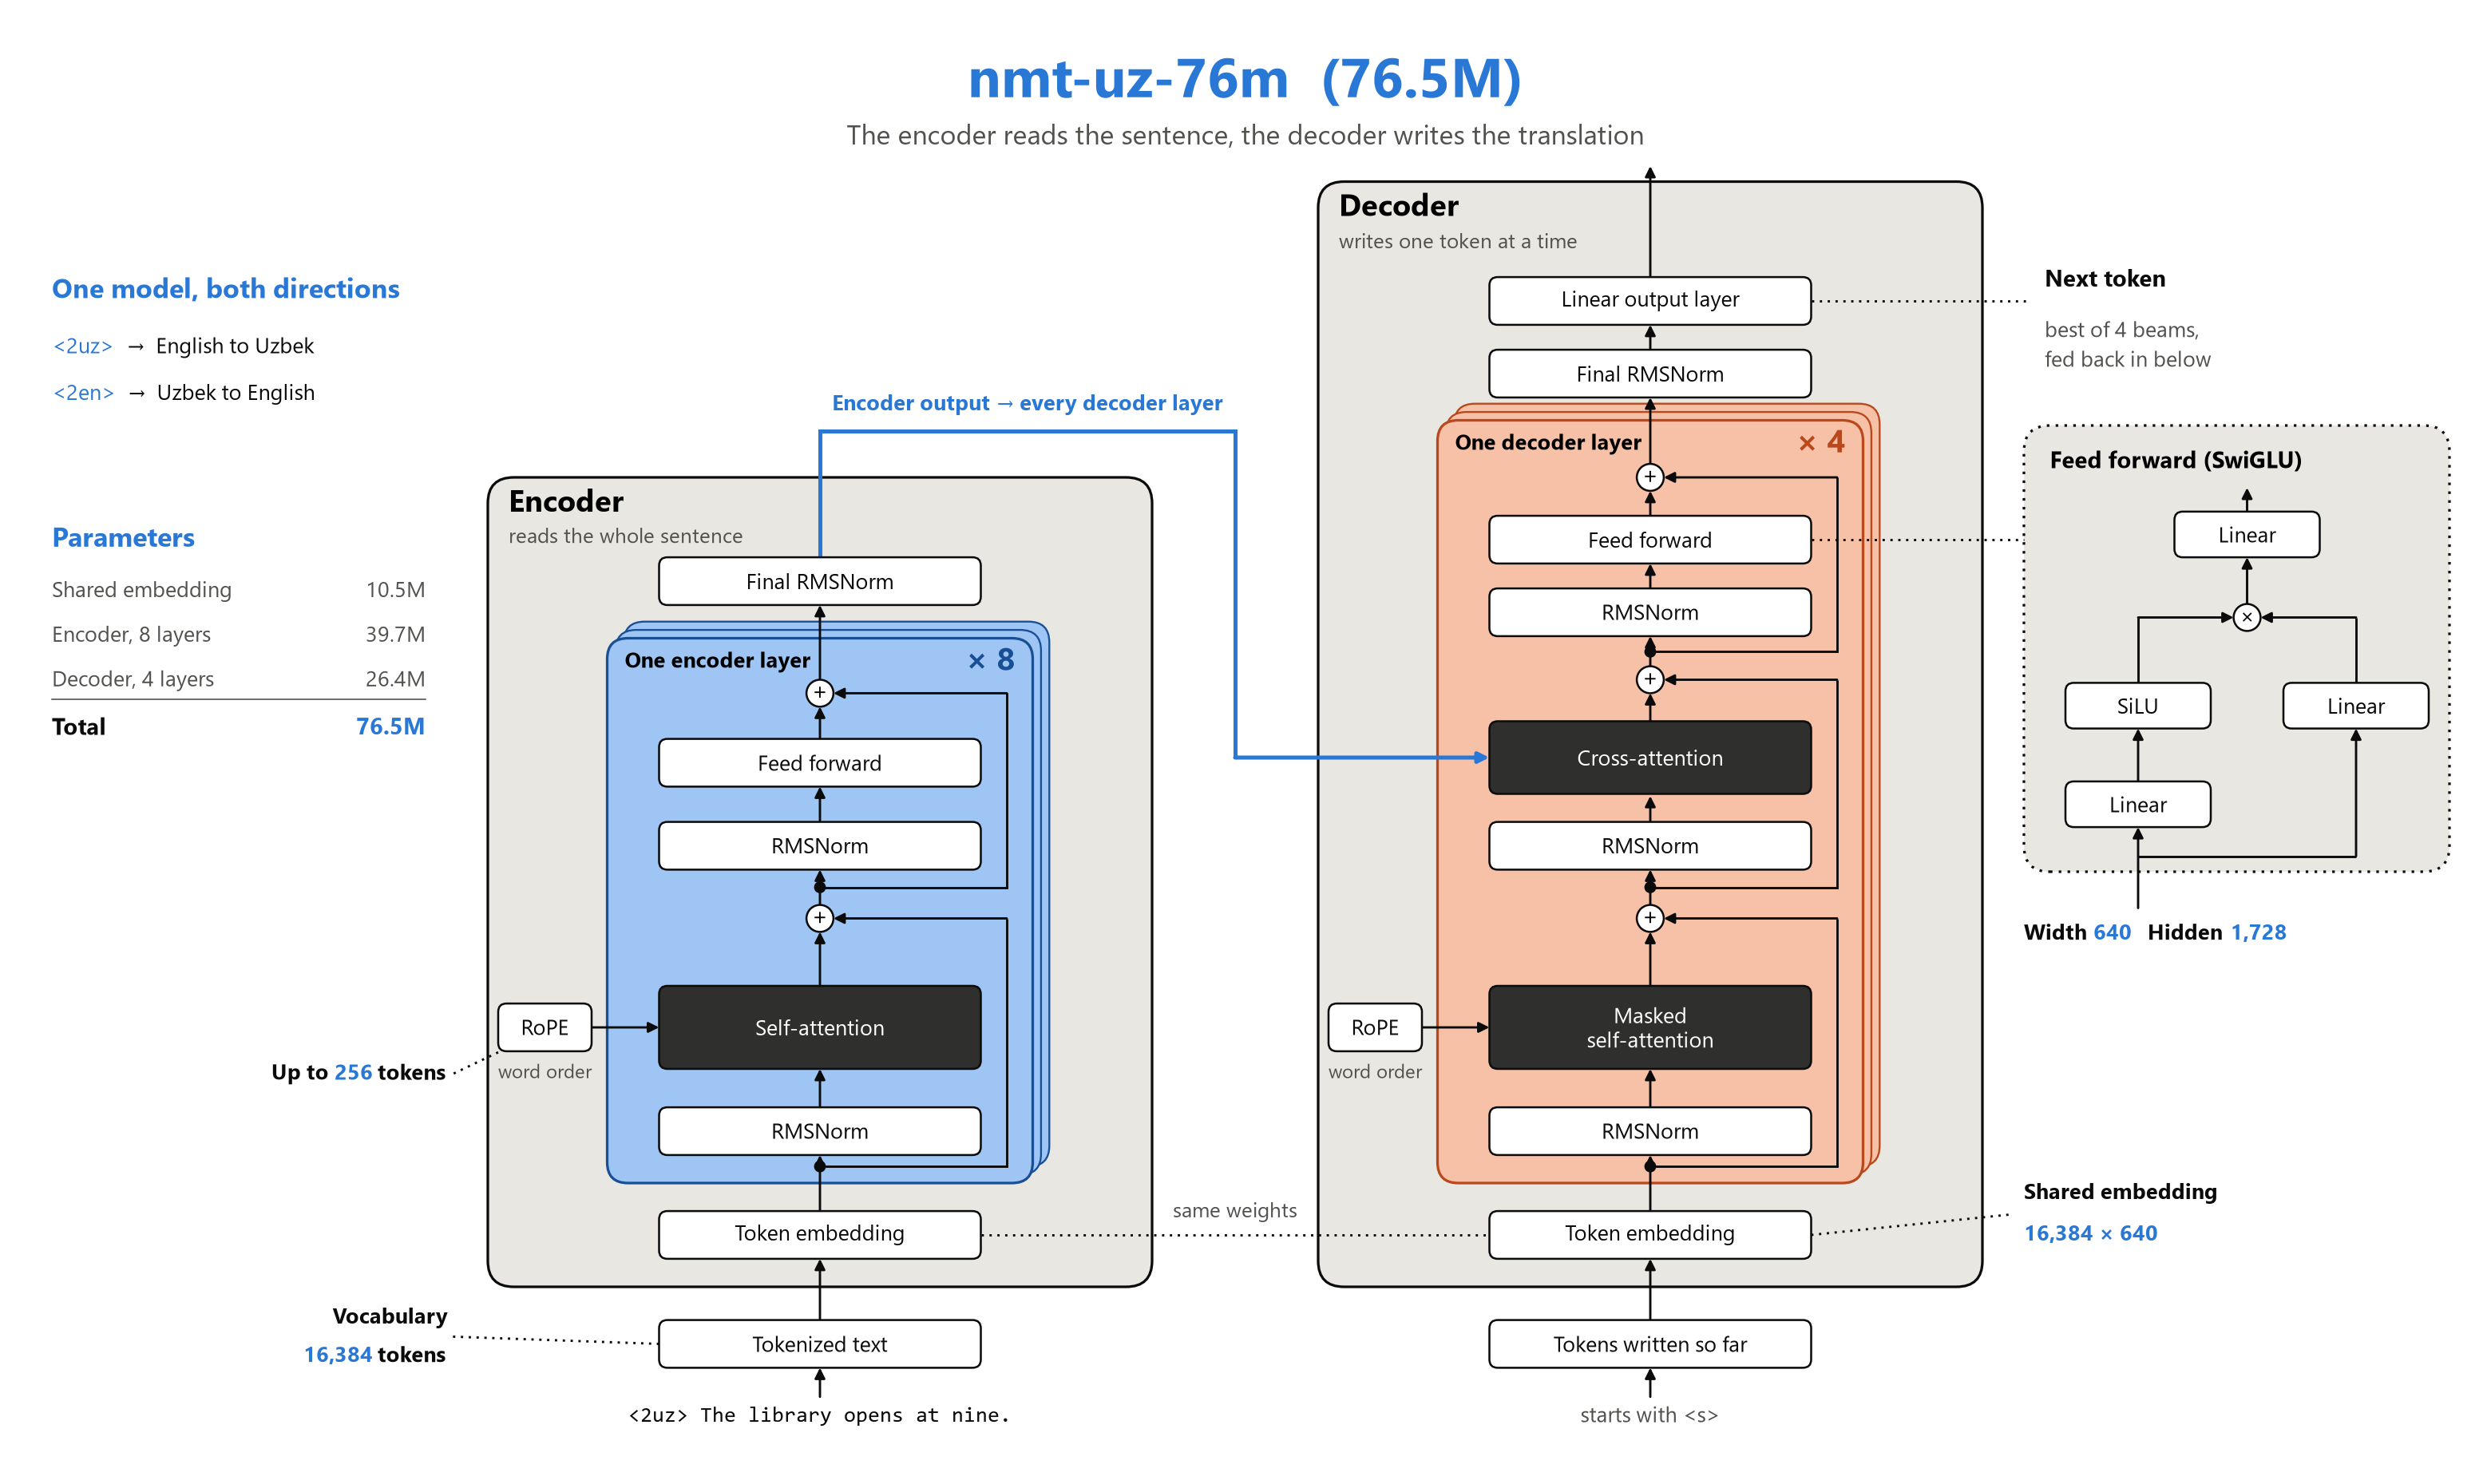 nmt-uz-76m (76.5M)
The encoder reads the sentence, the decoder writes the translation
One model, both directions
<2uz> → English to Uzbek
<2en> → Uzbek to English
Parameters
Shared embedding 10.5M
Encoder, 8 layers 39.7M
Decoder, 4 layers 26.4M
Total 76.5M
Up to 256 tokens
Vocabulary
16,384 tokens
Encoder
reads the whole sentence
Final RMSNorm
One encoder layer × 8
+
Feed forward
RMSNorm
+
RoPE
word order
Self-attention
RMSNorm
Token embedding
Tokenized text
<2uz> The library opens at nine.
Encoder output → every decoder layer
same weights
Decoder
writes one token at a time
Linear output layer
Final RMSNorm
One decoder layer × 4
+
Feed forward
RMSNorm
+
Cross-attention
RMSNorm
+
RoPE
word order
Masked
self-attention
RMSNorm
Token embedding
Tokens written so far
starts with <s>
Next token
best of 4 beams,
fed back in below
Feed forward (SwiGLU)
Linear
×
SiLU
Linear
Linear
Width 640 Hidden 1,728
Shared embedding
16,384 × 640